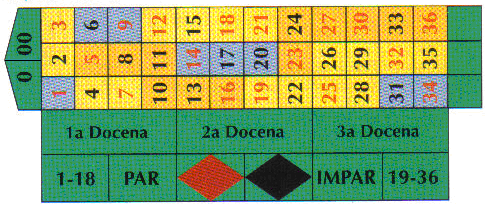 00 3 6 9 12 15 18 21 24 27 30 33 36
2 5 8 11 14 17 20 23 26 29 32 35
0 1 4 7 10 13 16 19 22 25 28 31 34
1a Docena 2a Docena 3a Docena
1-18 PAR IMPAR 19-36